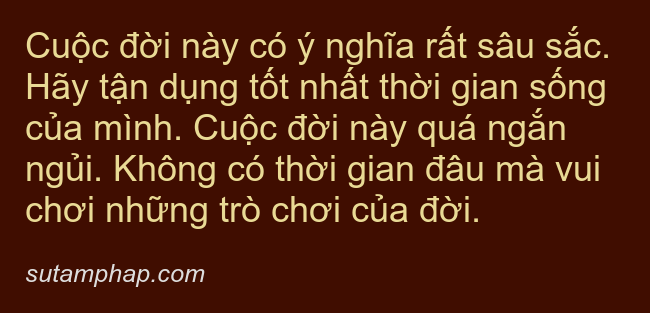 Cuộc đời này có ý nghĩa rất sâu sắc.
Hãy tận dụng tốt nhất thời gian sống
của mình. Cuộc đời này quá ngắn
ngủi. Không có thời gian đâu mà vui
chơi những trò chơi của đời.
sutamphap.com